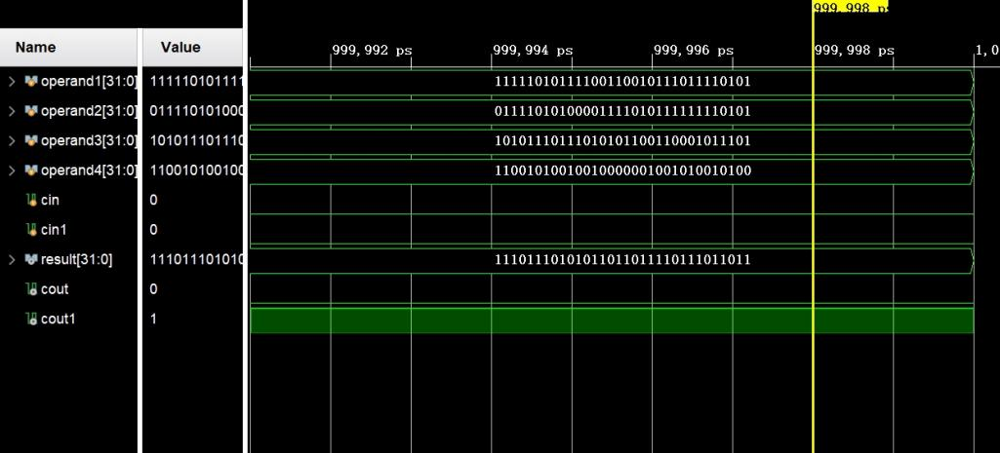 999,998 ps
Name Value 999,992 ps 999,994 ps 999,996 ps 999,998 ps 1,0
operand1[31:0] 111110101111 11111010111100110010111011110101
operand2[31:0] 011110101000 01111010100001111010111111110101
operand3[31:0] 101011101110 10101110111010101100110001011101
operand4[31:0] 110010100100 11001010010010000001001010010100
cin 0
cin1 0
result[31:0] 111011101010 11101110101011011011110111011011
cout 0
cout1 1